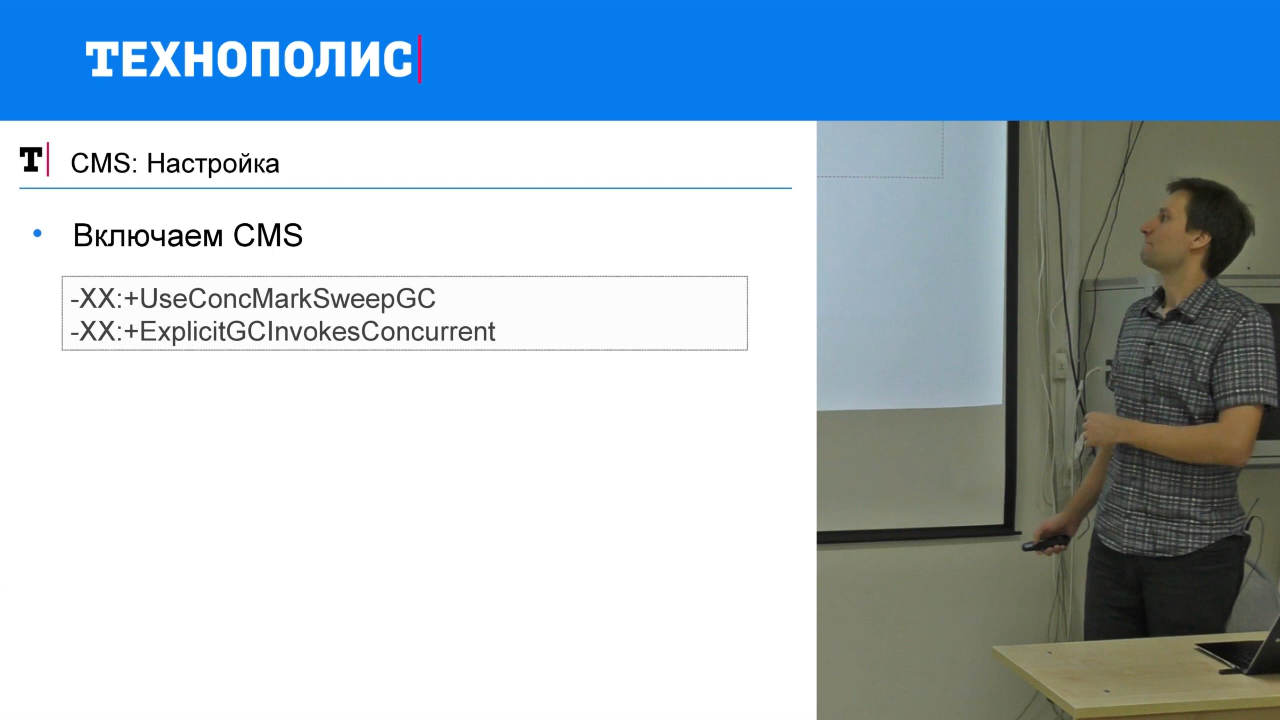 ТЕХНОПОЛИС
Т
CMS: Настройка
• Включаем CMS
-XX:+UseConcMarkSweepGC
-XX:+ExplicitGCInvokesConcurrent